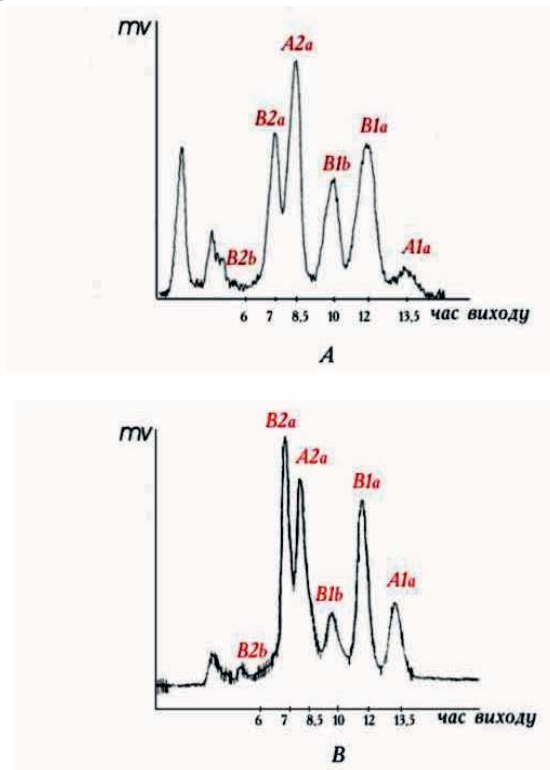 mv
A2a
B2a
B1a
B1b
A1a
B2b
6 7 8,5 10 12 13,5 час виходу
A
B2a
mv
A2a
B1a
A1a
B1b
B2b
6 7 8,5 10 12 13,5 час виходу
B